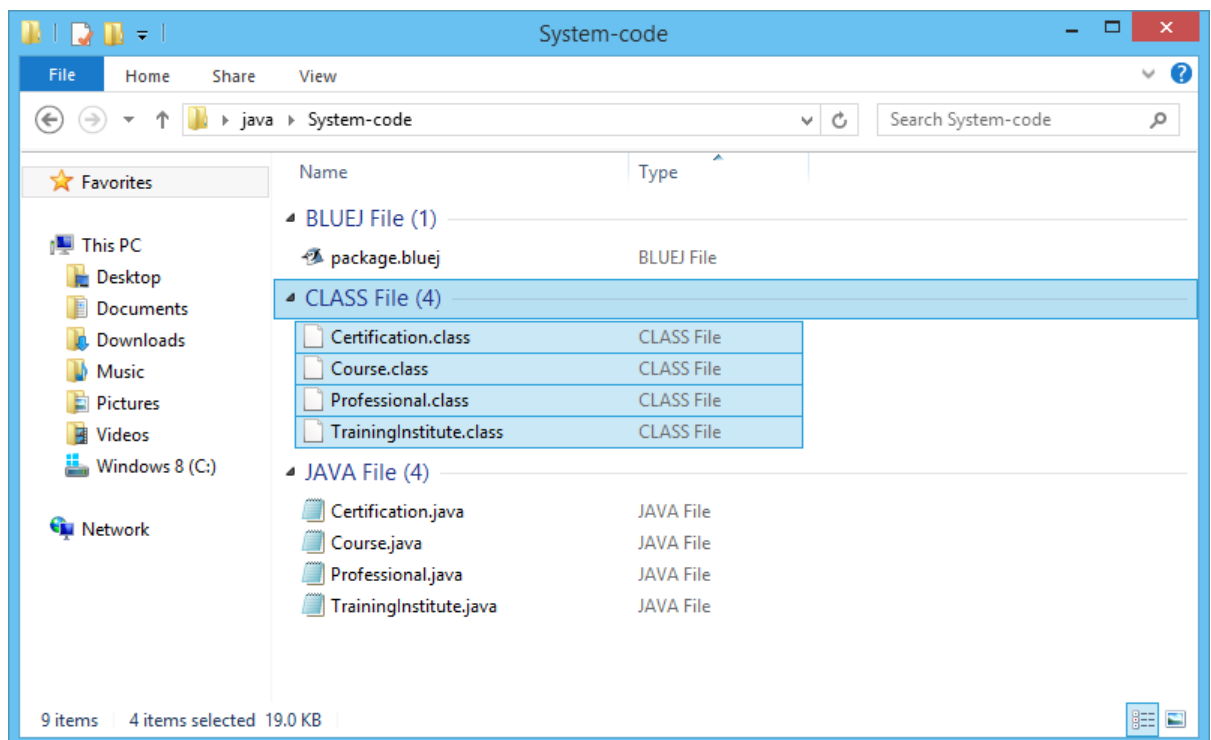 System-code
File Home Share View
java System-code Search System-code
Favorites
This PC
Desktop
Documents
Downloads
Music
Pictures
Videos
Windows 8 (C:)
Network
Name Type
BLUEJ File (1)
package.bluej BLUEJ File
CLASS File (4)
Certification.class CLASS File
Course.class CLASS File
Professional.class CLASS File
TrainingInstitute.class CLASS File
JAVA File (4)
Certification.java JAVA File
Course.java JAVA File
Professional.java JAVA File
TrainingInstitute.java JAVA File
9 items 4 items selected 19.0 KB